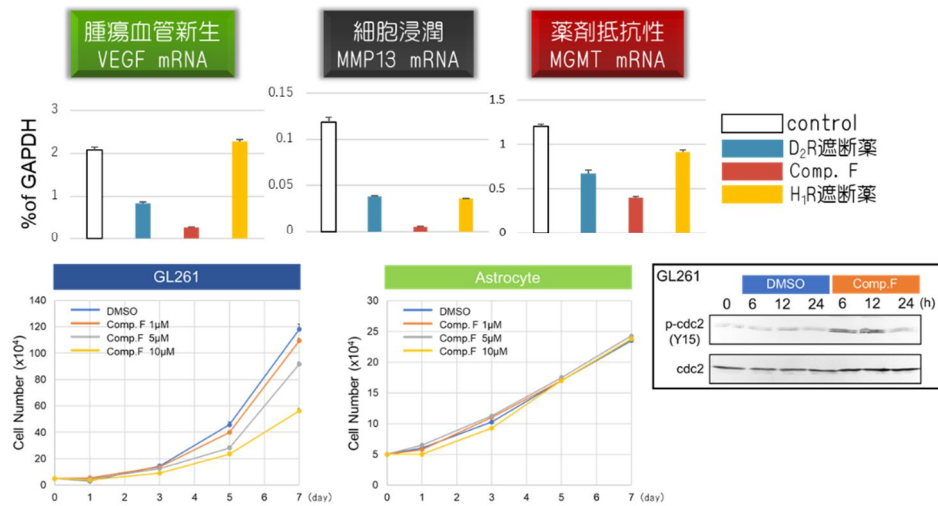 腫瘍血管新生
VEGF mRNA
細胞浸潤
MMP13 mRNA
薬剤抵抗性
MGMT mRNA
%of GAPDH
3
2
1
0
0.15
0.1
0.05
0
1.5
1
0.5
0
control
D₂R遮断薬
Comp. F
H₁R遮断薬
GL261
Cell Number (x10⁴)
140
120
100
80
60
40
20
0
DMSO
Comp. F 1μM
Comp. F 5μM
Comp.F 10μM
0 1 2 3 4 5 6 7 (day)
Astrocyte
Cell Number (x10⁴)
30
25
20
15
10
5
0
DMSO
Comp. F 1μM
Comp. F 5μM
Comp.F 10μM
0 1 2 3 4 5 6 7 (day)
GL261
DMSO Comp.F
0 6 12 24 6 12 24 (h)
p-cdc2
(Y15)
cdc2